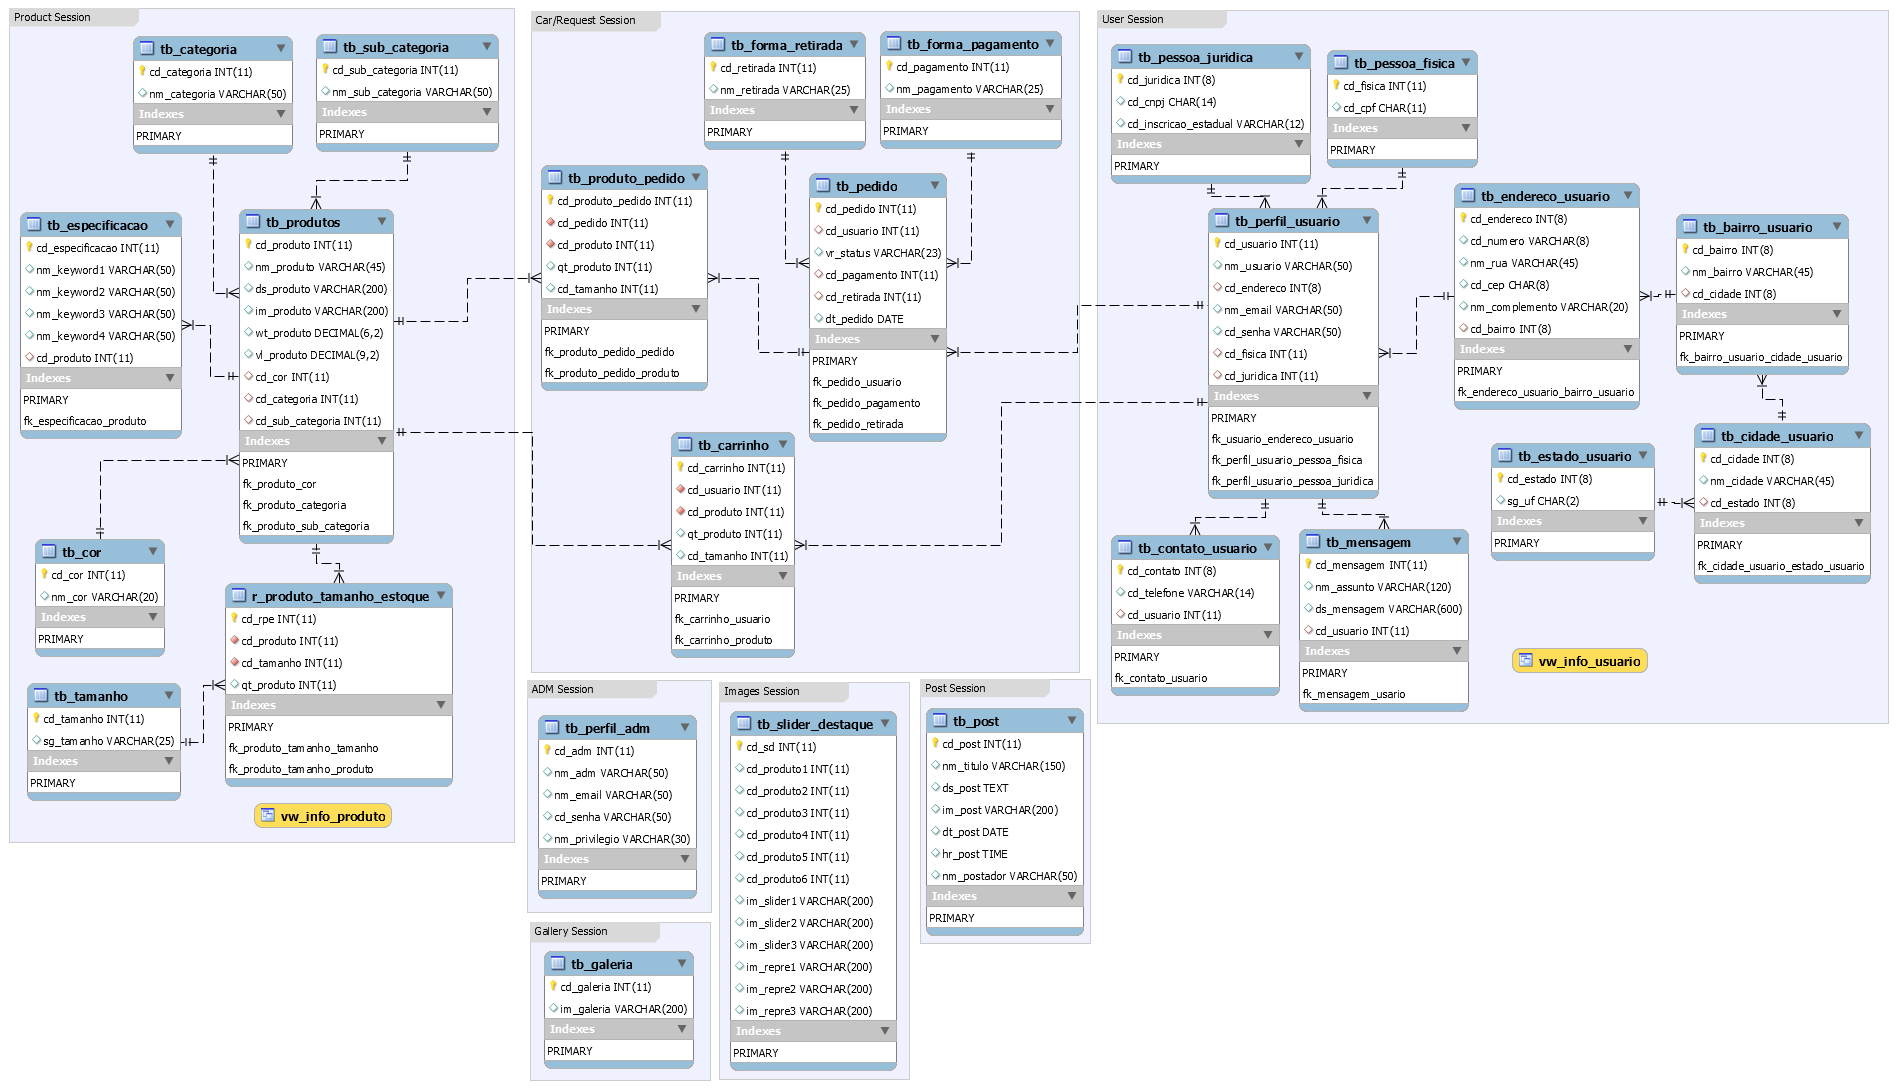 Product Session
tb_categoria
cd_categoria INT(11)
nm_categoria VARCHAR(50)
Indexes
PRIMARY
tb_sub_categoria
cd_sub_categoria INT(11)
nm_sub_categoria VARCHAR(50)
Indexes
PRIMARY
tb_especificacao
cd_especificacao INT(11)
nm_keyword1 VARCHAR(50)
nm_keyword2 VARCHAR(50)
nm_keyword3 VARCHAR(50)
nm_keyword4 VARCHAR(50)
cd_produto INT(11)
Indexes
PRIMARY
fk_especificacao_produto
tb_produtos
cd_produto INT(11)
nm_produto VARCHAR(45)
ds_produto VARCHAR(200)
im_produto VARCHAR(200)
wt_produto DECIMAL(6,2)
vl_produto DECIMAL(9,2)
cd_cor INT(11)
cd_categoria INT(11)
cd_sub_categoria INT(11)
Indexes
PRIMARY
fk_produto_cor
fk_produto_categoria
fk_produto_sub_categoria
tb_cor
cd_cor INT(11)
nm_cor VARCHAR(20)
Indexes
PRIMARY
r_produto_tamanho_estoque
cd_rpe INT(11)
cd_produto INT(11)
cd_tamanho INT(11)
qt_produto INT(11)
Indexes
PRIMARY
fk_produto_tamanho_tamanho
fk_produto_tamanho_produto
tb_tamanho
cd_tamanho INT(11)
sg_tamanho VARCHAR(25)
Indexes
PRIMARY
vw_info_produto
Car/Request Session
tb_forma_retirada
cd_retirada INT(11)
nm_retirada VARCHAR(25)
Indexes
PRIMARY
tb_forma_pagamento
cd_pagamento INT(11)
nm_pagamento VARCHAR(25)
Indexes
PRIMARY
tb_produto_pedido
cd_produto_pedido INT(11)
cd_pedido INT(11)
cd_produto INT(11)
qt_produto INT(11)
cd_tamanho INT(11)
Indexes
PRIMARY
fk_produto_pedido_pedido
fk_produto_pedido_produto
tb_pedido
cd_pedido INT(11)
cd_usuario INT(11)
vr_status VARCHAR(23)
cd_pagamento INT(11)
cd_retirada INT(11)
dt_pedido DATE
Indexes
PRIMARY
fk_pedido_usuario
fk_pedido_pagamento
fk_pedido_retirada
tb_carrinho
cd_carrinho INT(11)
cd_usuario INT(11)
cd_produto INT(11)
qt_produto INT(11)
cd_tamanho INT(11)
Indexes
PRIMARY
fk_carrinho_usuario
fk_carrinho_produto
User Session
tb_pessoa_juridica
cd_juridica INT(8)
cd_cnpj CHAR(14)
cd_inscricao_estadual VARCHAR(12)
Indexes
PRIMARY
tb_pessoa_fisica
cd_fisica INT(11)
cd_cpf CHAR(11)
Indexes
PRIMARY
tb_perfil_usuario
cd_usuario INT(11)
nm_usuario VARCHAR(50)
cd_endereco INT(8)
nm_email VARCHAR(50)
cd_senha VARCHAR(50)
cd_fisica INT(11)
cd_juridica INT(11)
Indexes
PRIMARY
fk_usuario_endereco_usuario
fk_perfil_usuario_pessoa_fisica
fk_perfil_usuario_pessoa_juridica
tb_endereco_usuario
cd_endereco INT(8)
cd_numero VARCHAR(8)
nm_rua VARCHAR(45)
cd_cep CHAR(8)
nm_complemento VARCHAR(20)
cd_bairro INT(8)
Indexes
PRIMARY
fk_endereco_usuario_bairro_usuario
tb_bairro_usuario
cd_bairro INT(8)
nm_bairro VARCHAR(45)
cd_cidade INT(8)
Indexes
PRIMARY
fk_bairro_usuario_cidade_usuario
tb_estado_usuario
cd_estado INT(8)
sg_uf CHAR(2)
Indexes
PRIMARY
tb_cidade_usuario
cd_cidade INT(8)
nm_cidade VARCHAR(45)
cd_estado INT(8)
Indexes
PRIMARY
fk_cidade_usuario_estado_usuario
tb_contato_usuario
cd_contato INT(8)
cd_telefone VARCHAR(14)
cd_usuario INT(11)
Indexes
PRIMARY
fk_contato_usuario
tb_mensagem
cd_mensagem INT(11)
nm_assunto VARCHAR(120)
ds_mensagem VARCHAR(600)
cd_usuario INT(11)
Indexes
PRIMARY
fk_mensagem_usario
vw_info_usuario
ADM Session
tb_perfil_adm
cd_adm INT(11)
nm_adm VARCHAR(50)
nm_email VARCHAR(50)
cd_senha VARCHAR(50)
nm_privilegio VARCHAR(30)
Indexes
PRIMARY
Gallery Session
tb_galeria
cd_galeria INT(11)
im_galeria VARCHAR(200)
Indexes
PRIMARY
Images Session
tb_slider_destaque
cd_sd INT(11)
cd_produto1 INT(11)
cd_produto2 INT(11)
cd_produto3 INT(11)
cd_produto4 INT(11)
cd_produto5 INT(11)
cd_produto6 INT(11)
im_slider1 VARCHAR(200)
im_slider2 VARCHAR(200)
im_slider3 VARCHAR(200)
im_repre1 VARCHAR(200)
im_repre2 VARCHAR(200)
im_repre3 VARCHAR(200)
Indexes
PRIMARY
Post Session
tb_post
cd_post INT(11)
nm_titulo VARCHAR(150)
ds_post TEXT
im_post VARCHAR(200)
dt_post DATE
hr_post TIME
nm_postador VARCHAR(50)
Indexes
PRIMARY